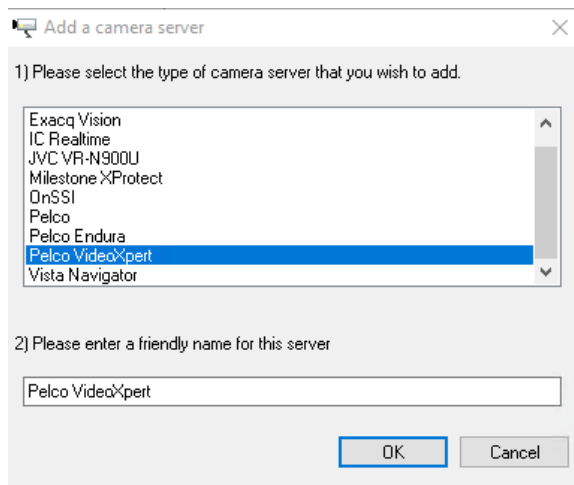 Add a camera server
1) Please select the type of camera server that you wish to add.
Exacq Vision
IC Realtime
JVC VR-N900U
Milestone XProtect
OnSSI
Pelco
Pelco Endura
Pelco VideoXpert
Vista Navigator
2) Please enter a friendly name for this server
Pelco VideoXpert
OK
Cancel